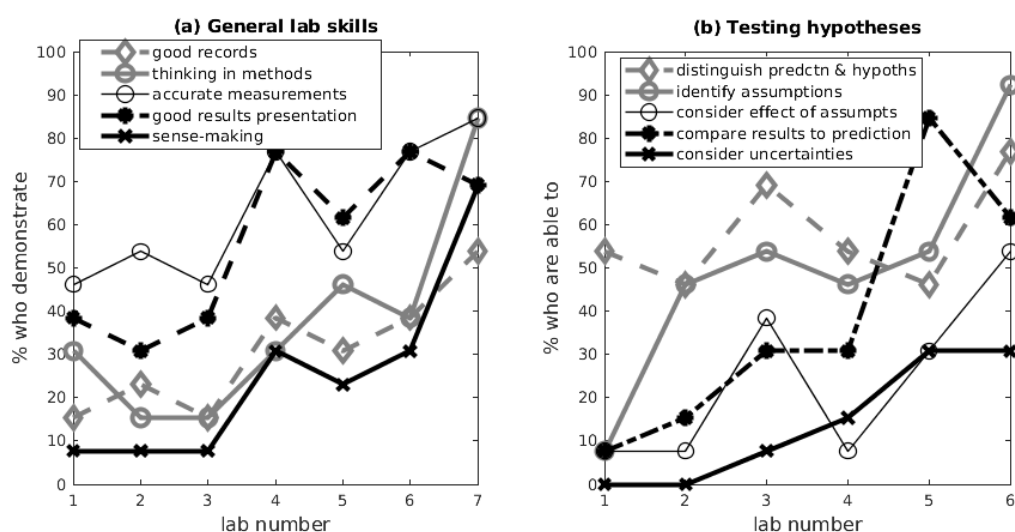 (a) General lab skills
100
90
80
70
60
50
40
30
20
10
0
good records
thinking in methods
accurate measurements
good results presentation
sense-making
% who demonstrate
1 2 3 4 5 6 7
lab number
(b) Testing hypotheses
100
90
80
70
60
50
40
30
20
10
0
distinguish predctn & hypoths
identify assumptions
consider effect of assumpts
compare results to prediction
consider uncertainties
% who are able to
1 2 3 4 5 6
lab number